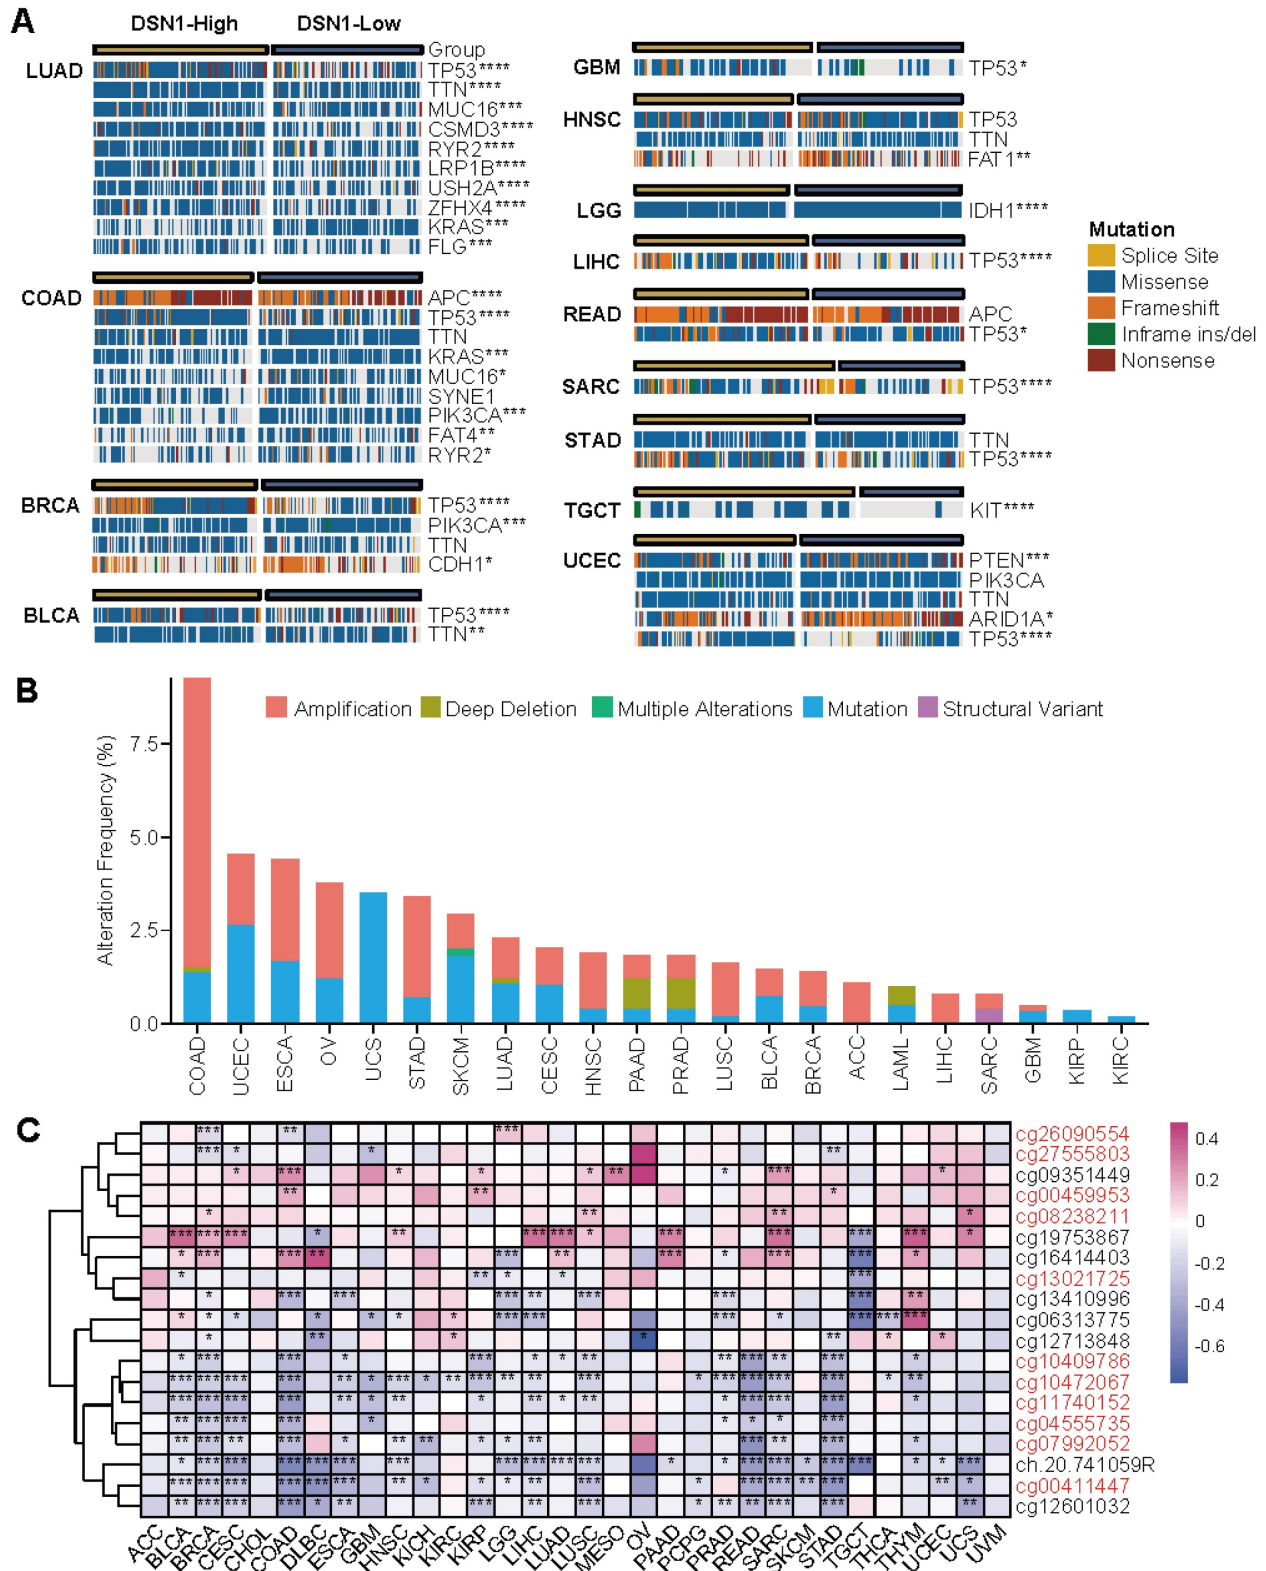 A
DSN1-High DSN1-Low
Group
LUAD
TP53****
TTN****
MUC16***
CSMD3****
RYR2****
LRP1B****
USH2A****
ZFHX4****
KRAS***
FLG***
COAD
APC****
TP53****
TTN
KRAS***
MUC16*
SYNE1
PIK3CA***
FAT4**
RYR2*
BRCA
TP53****
PIK3CA***
TTN
CDH1*
BLCA
TP53****
TTN**
GBM
TP53*
HNSC
TP53
TTN
FAT1**
LGG
IDH1****
LIHC
TP53****
READ
APC
TP53*
SARC
TP53****
STAD
TTN
TP53****
TGCT
KIT****
UCEC
PTEN***
PIK3CA
TTN
ARID1A*
TP53****
Mutation
Splice Site
Missense
Frameshift
Inframe ins/del
Nonsense
B
Amplification Deep Deletion Multiple Alterations Mutation Structural Variant
Alteration Frequency (%)
7.5
5.0
2.5
0.0
COAD UCEC ESCA OV UCS STAD SKCM LUAD CESC HNSC PAAD PRAD LUSC BLCA BRCA ACC LAML LIHC SARC GBM KIRP KIRC
C
cg26090554
cg27555803
cg09351449
cg00459953
cg08238211
cg19753867
cg16414403
cg13021725
cg13410996
cg06313775
cg12713848
cg10409786
cg10472067
cg11740152
cg04555735
cg07992052
ch.20.741059R
cg00411447
cg12601032
0.4
0.2
0
-0.2
-0.4
-0.6
ACC BLCA BRCA CESC CHOL COAD DLBC ESCA GBM HNSC KICH KIRC KIRP LGG LIHC LUAD LUSC MESO OV PAAD PCPG PRAD READ SARC SKCM STAD TGCT THCA THYM UCEC UCS UVM